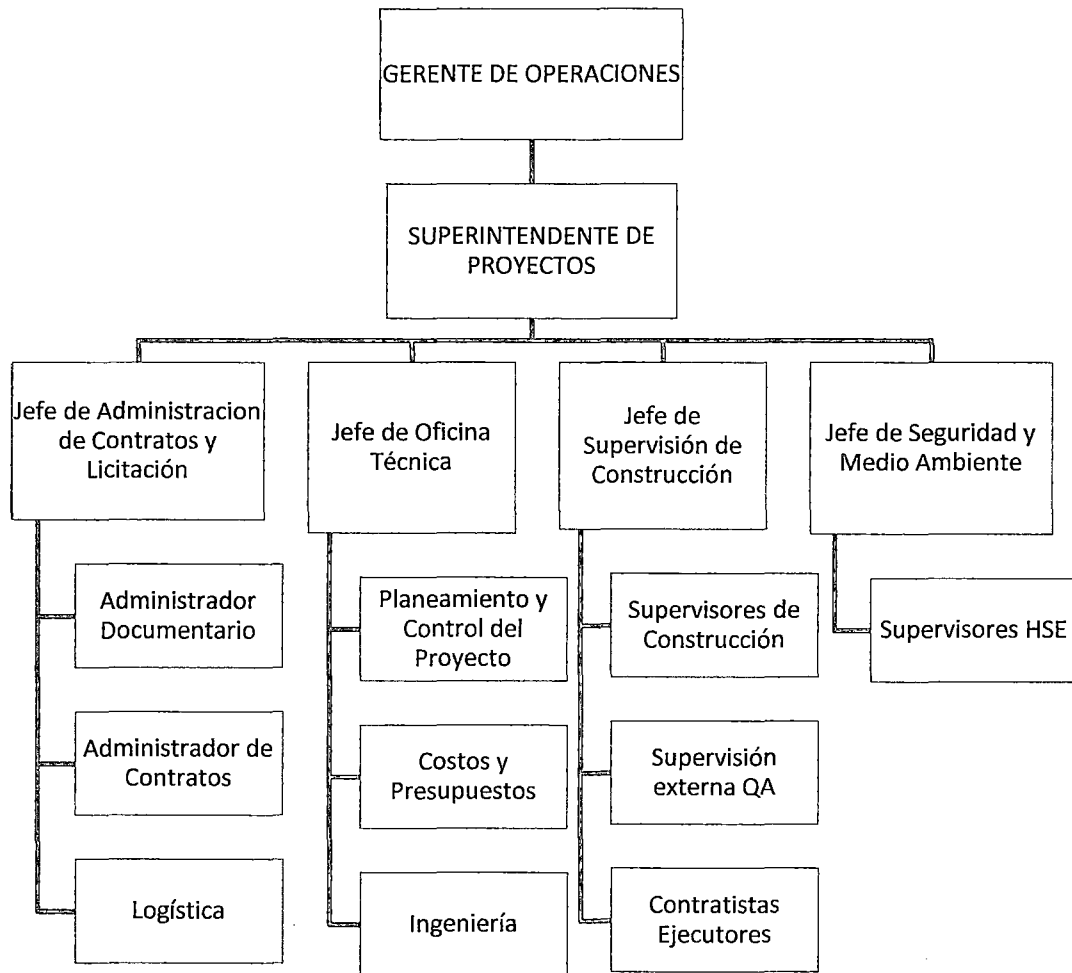 GERENTE DE OPERACIONES
SUPERINTENDENTE DE
PROYECTOS
Jefe de Administracion
de Contratos y
Licitación
Jefe de Oficina
Técnica
Jefe de
Supervisión de
Construcción
Jefe de Seguridad y
Medio Ambiente
Administrador
Documentario
Administrador de
Contratos
Logística
Planeamiento y
Control del
Proyecto
Costos y
Presupuestos
Ingeniería
Supervisores de
Construcción
Supervisión
externa QA
Contratistas
Ejecutores
Supervisores HSE